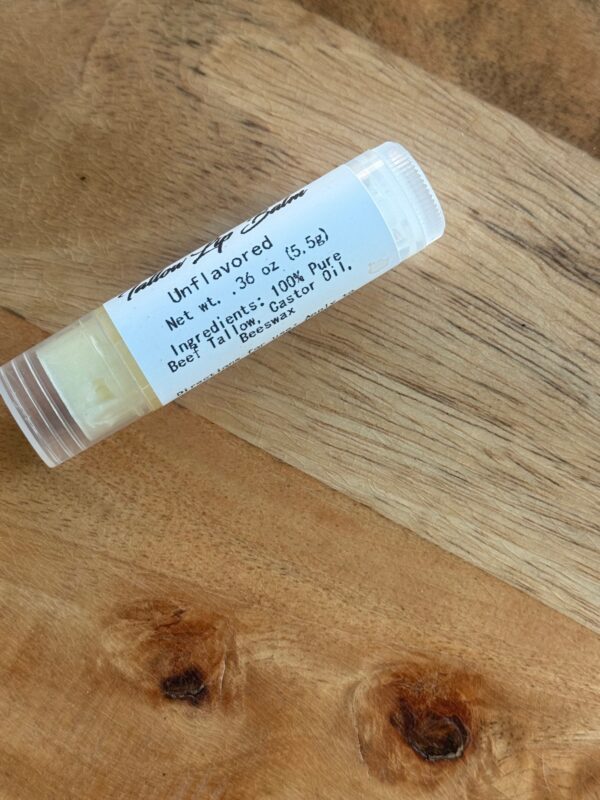 Tallow Lip Balm
Unflavored
Net wt. .36 oz (5.5g)
Ingredients: 100% Pure
Beef Tallow, Castor Oil.
Beeswax